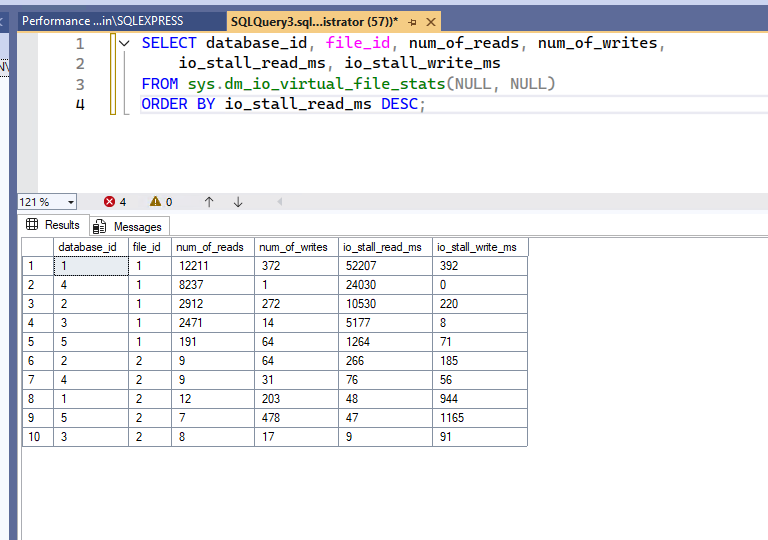 Performance ...in\SQLEXPRESS
SQLQuery3.sql...istrator (57))*
1 SELECT database_id, file_id, num_of_reads, num_of_writes,
2 io_stall_read_ms, io_stall_write_ms
3 FROM sys.dm_io_virtual_file_stats(NULL, NULL)
4 ORDER BY io_stall_read_ms DESC;
121 % 4 0
Results Messages
database_id file_id num_of_reads num_of_writes io_stall_read_ms io_stall_write_ms
1 1 1 12211 372 52207 392
2 4 1 8237 1 24030 0
3 2 1 2912 272 10530 220
4 3 1 2471 14 5177 8
5 5 1 191 64 1264 71
6 2 2 9 64 266 185
7 4 2 9 31 76 56
8 1 2 12 203 48 944
9 5 2 7 478 47 1165
10 3 2 8 17 9 91